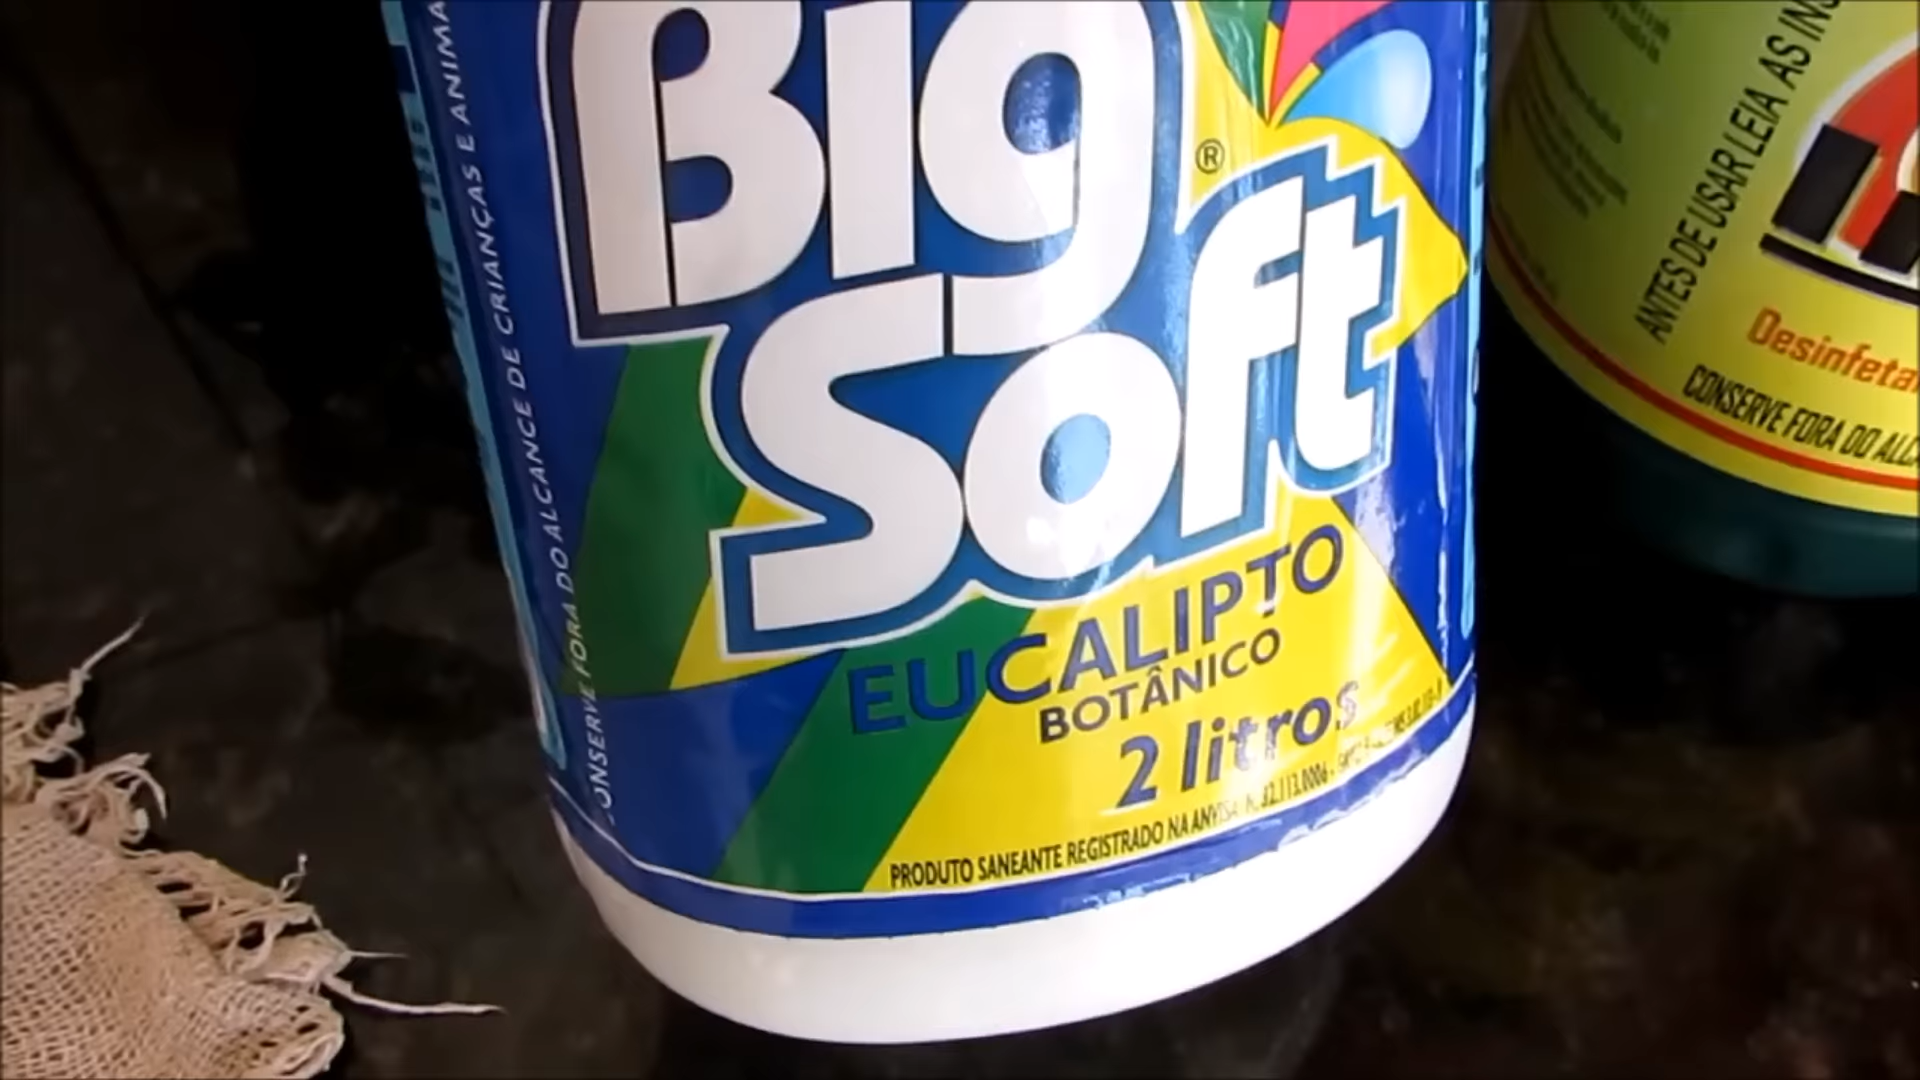 Big
Soft
®
EUCALIPTO
BOTÂNICO
2 litros
PRODUTO SANEANTE REGISTRADO NA ANVISA
CONSERVE FORA DO ALCANCE DE CRIANÇAS E ANIMA
ANTES DE USAR LEIA AS INS
Desinfeta
CONSERVE FORA DO ALC